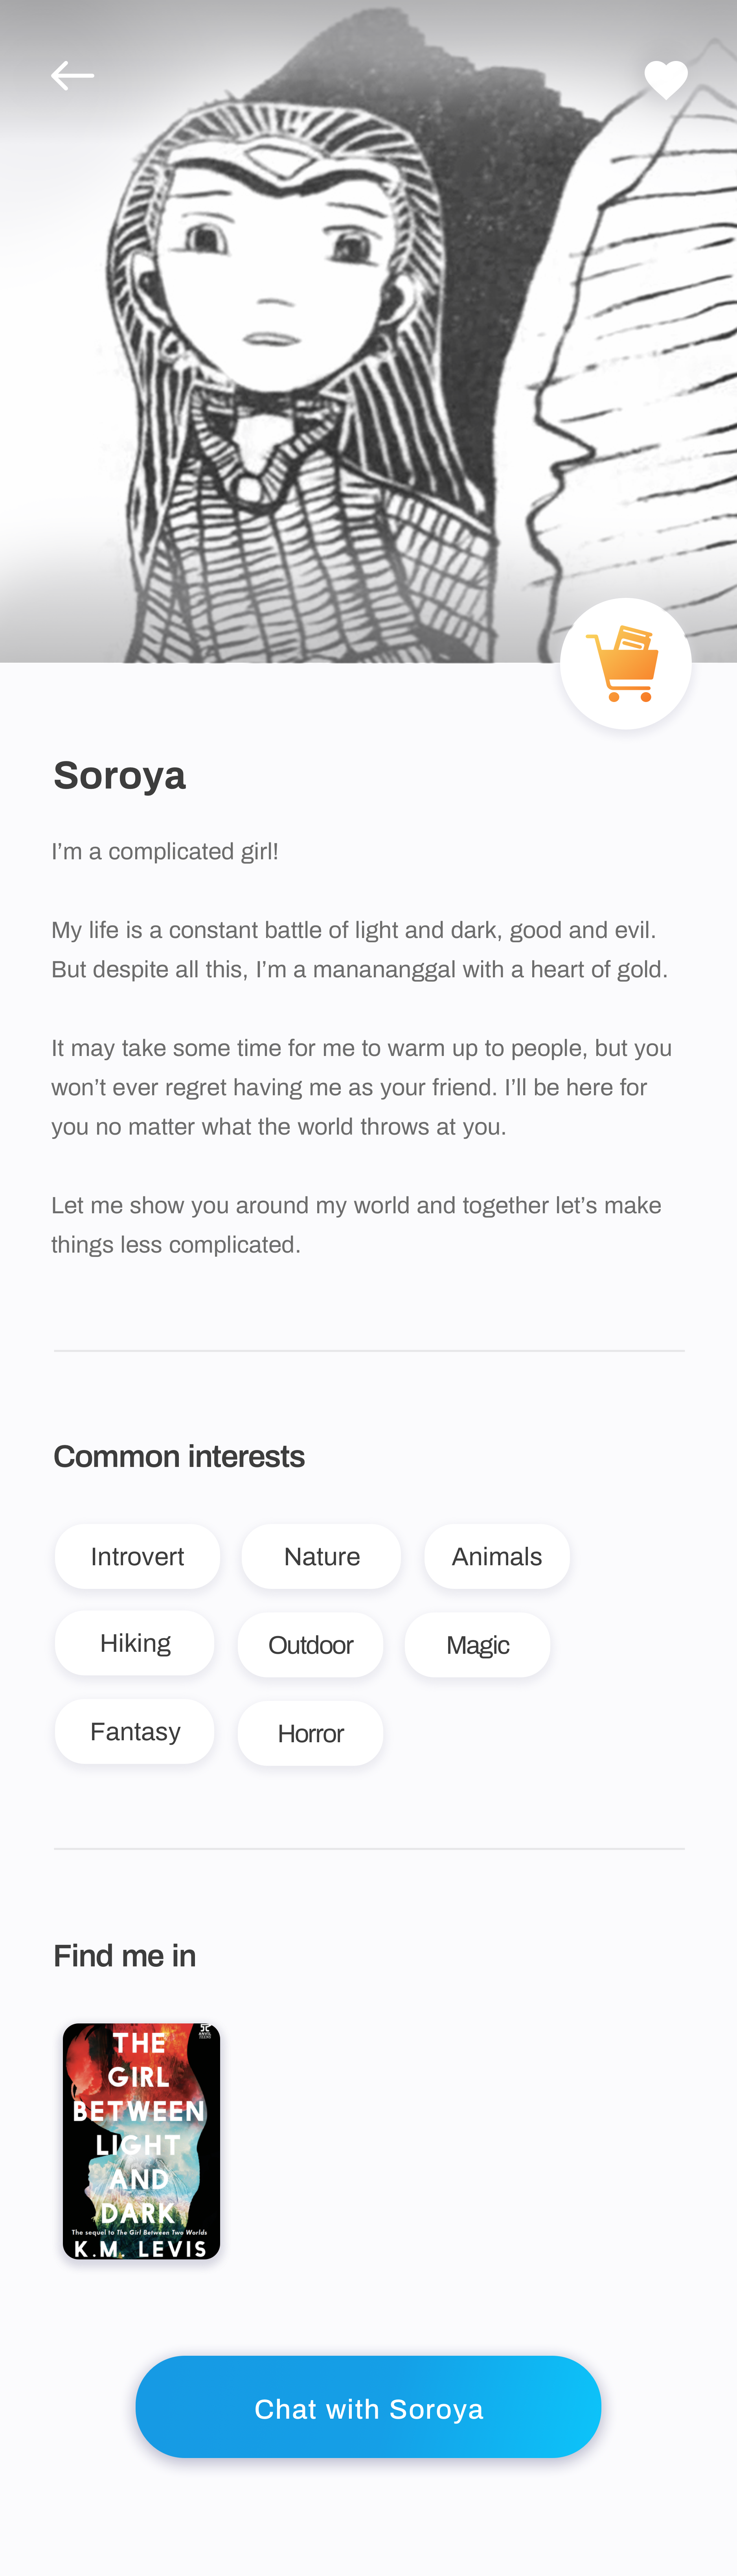 Soroya
I’m a complicated girl!
My life is a constant battle of light and dark, good and evil.
But despite all this, I’m a manananggal with a heart of gold.
It may take some time for me to warm up to people, but you
won’t ever regret having me as your friend. I’ll be here for
you no matter what the world throws at you.
Let me show you around my world and together let’s make
things less complicated.
Common interests
Introvert
Nature
Animals
Hiking
Outdoor
Magic
Fantasy
Horror
Find me in
THE
GIRL
BETWEEN
LIGHT
AND
DARK
The sequel to The Girl Between Two Worlds
K.M. LEVIS
Chat with Soroya